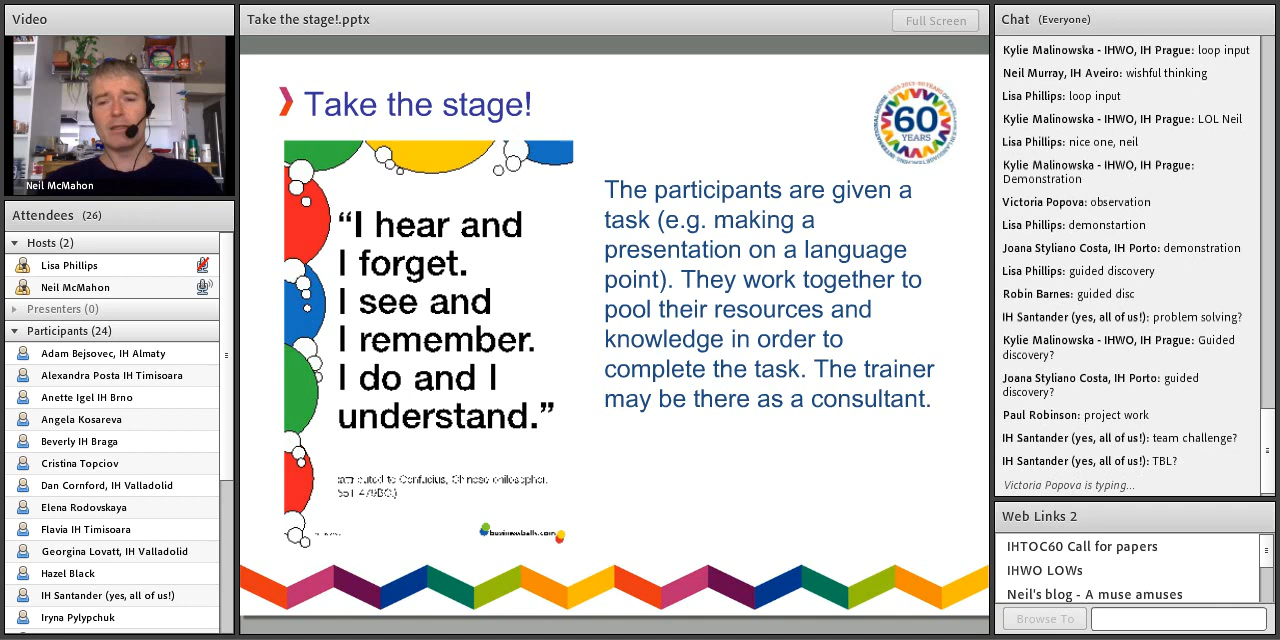 Video
Neil McMahon
Attendees (26)
Hosts (2)
Lisa Phillips
Neil McMahon
Presenters (0)
Participants (24)
Adam Bejsovec, IH Almaty
Alexandra Posta IH Timisoara
Anette Igel IH Brno
Angela Kosareva
Beverly IH Braga
Cristina Topciov
Dan Cornford, IH Valladolid
Elena Rodovskaya
Flavia IH Timisoara
Georgina Lovatt, IH Valladolid
Hazel Black
IH Santander (yes, all of us!)
Iryna Pylypchuk
Take the stage!.pptx
Full Screen
Take the stage!
60
YEARS
“I hear and
I forget.
I see and
I remember.
I do and I
understand.”
attributed to Confucius, Chinese philosopher,
551-479BC)
businessballs.com
The participants are given a
task (e.g. making a
presentation on a language
point). They work together to
pool their resources and
knowledge in order to
complete the task. The trainer
may be there as a consultant.
Chat (Everyone)
Kylie Malinowska - IHWO, IH Prague: loop input
Neil Murray, IH Aveiro: wishful thinking
Lisa Phillips: loop input
Kylie Malinowska - IHWO, IH Prague: LOL Neil
Lisa Phillips: nice one, neil
Kylie Malinowska - IHWO, IH Prague:
Demonstration
Victoria Popova: observation
Lisa Phillips: demonstartion
Joana Styliano Costa, IH Porto: demonstration
Lisa Phillips: guided discovery
Robin Barnes: guided disc
IH Santander (yes, all of us!): problem solving?
Kylie Malinowska - IHWO, IH Prague: Guided
discovery?
Joana Styliano Costa, IH Porto: guided
discovery?
Paul Robinson: project work
IH Santander (yes, all of us!): team challenge?
IH Santander (yes, all of us!): TBL?
Victoria Popova is typing...
Web Links 2
IHTOC60 Call for papers
IHWO LOWs
Neil's blog - A muse amuses
Browse To